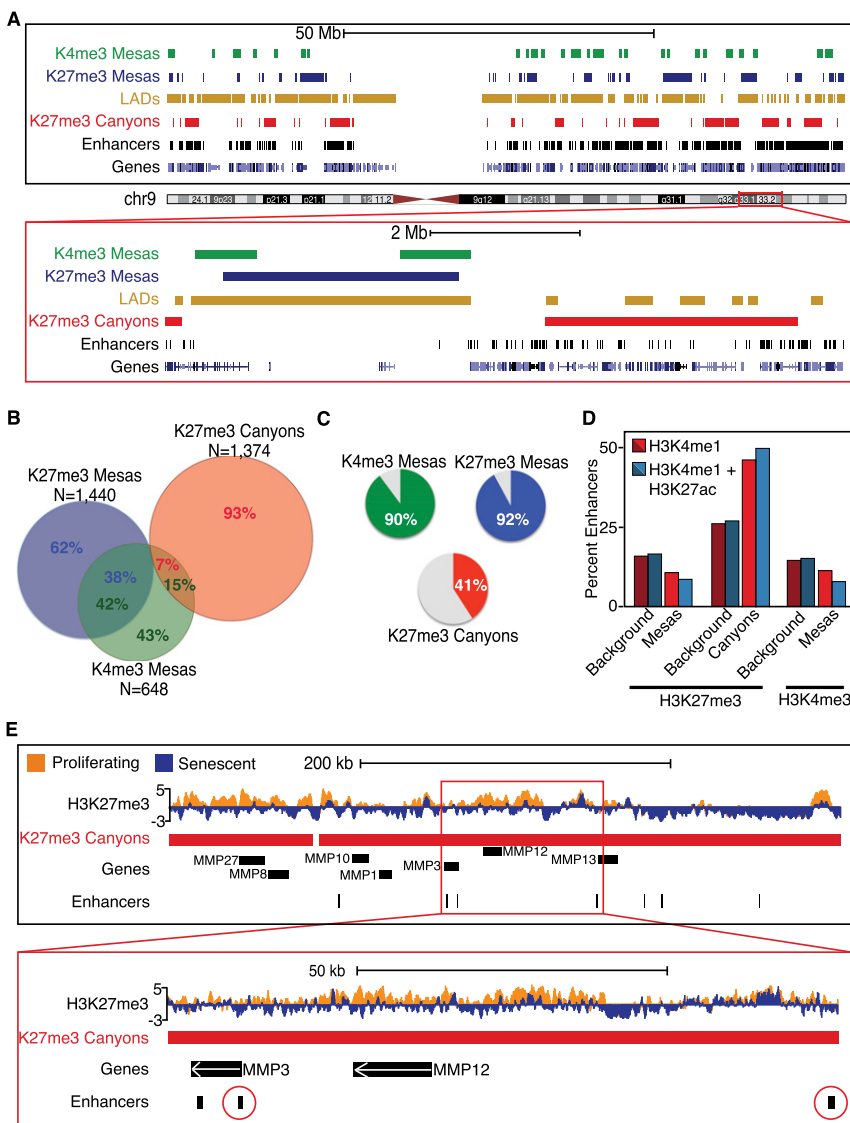 A
50 Mb
K4me3 Mesas
K27me3 Mesas
LADs
K27me3 Canyons
Enhancers
Genes
chr9
24.1 9p23 p21.3 p21.1 12 11.2 9q12 q21.13 q31.1 q32 q33.1 33.2
2 Mb
K4me3 Mesas
K27me3 Mesas
LADs
K27me3 Canyons
Enhancers
Genes
B
K27me3 Canyons
N=1,374
K27me3 Mesas
N=1,440
93%
62%
7%
38%
15%
42%
43%
K4me3 Mesas
N=648
C
K4me3 Mesas
K27me3 Mesas
90%
92%
41%
K27me3 Canyons
D
Percent Enhancers
50
25
0
H3K4me1
H3K4me1 +
H3K27ac
Background
Mesas
Background
Canyons
Background
Mesas
H3K27me3
H3K4me3
E
Proliferating
Senescent
200 kb
H3K27me3
5
-3
K27me3 Canyons
Genes
MMP27
MMP8
MMP10
MMP1
MMP3
MMP12
MMP13
Enhancers
50 kb
H3K27me3
5
-3
K27me3 Canyons
Genes
MMP3
MMP12
Enhancers